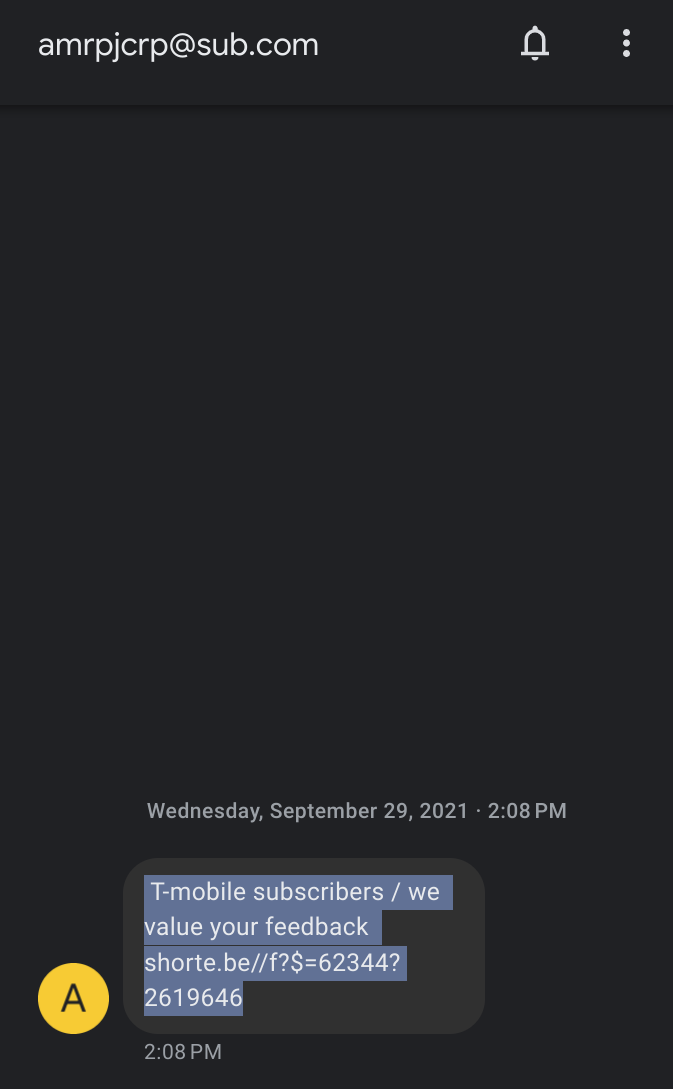 amrpjcrp@sub.com
Wednesday, September 29, 2021 · 2:08 PM
T-mobile subscribers / we
value your feedback
shorte.be//f?$=62344?
2619646
A
2:08 PM